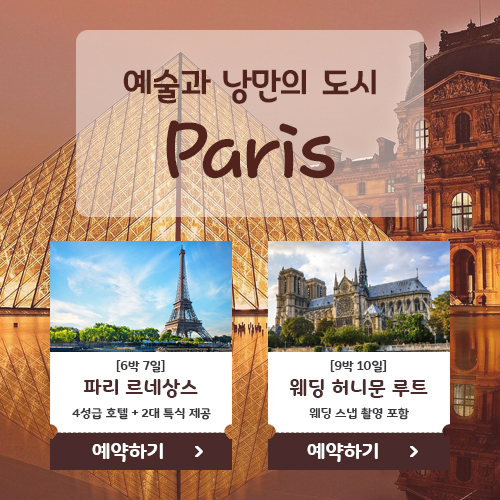 예술과 낭만의 도시
Paris
[6박 7일]
파리 르네상스
4성급 호텔 + 2대 특식 제공
예약하기 >
[9박 10일]
웨딩 허니문 루트
웨딩 스냅 촬영 포함
예약하기 >